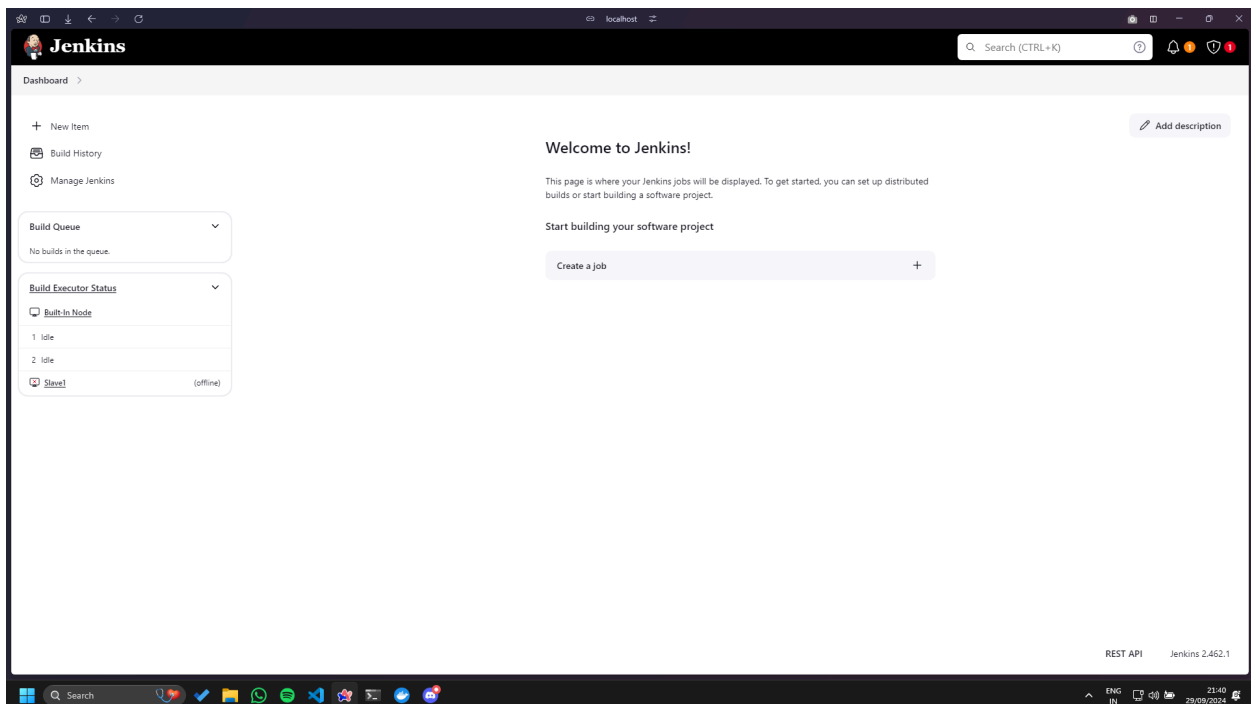 localhost
Jenkins
Search (CTRL+K)
1
1
Dashboard
New Item
Build History
Manage Jenkins
Add description
Welcome to Jenkins!
This page is where your Jenkins jobs will be displayed. To get started, you can set up distributed
builds or start building a software project.
Start building your software project
Create a job
Build Queue
No builds in the queue.
Build Executor Status
Built-In Node
1 Idle
2 Idle
Slave1 (offline)
REST API Jenkins 2.462.1
Search
ENG
IN
21:40
29/09/2024